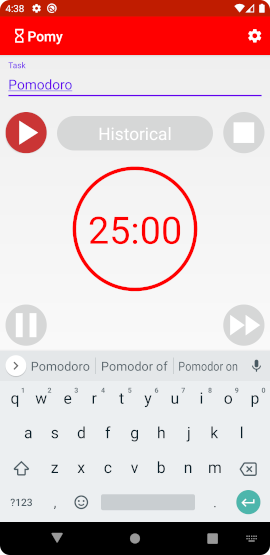 4:38
Pomy
Task
Pomodoro
Historical
25:00
Pomodoro Pomodor of Pomodor on
1 2 3 4 5 6 7 8 9 0
q w e r t y u i o p
a s d f g h j k l
z x c v b n m
?123 , .